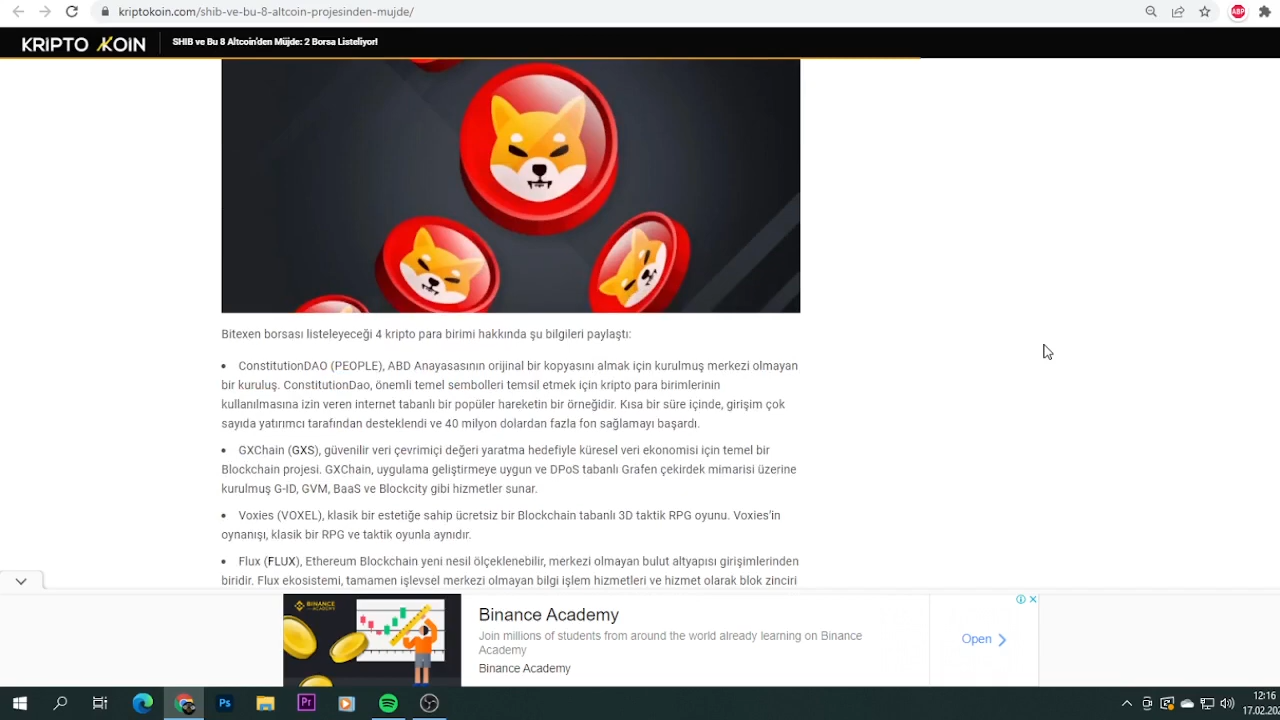 kriptokoin.com/shib-ve-bu-8-altcoin-projesinden-mujde/
ABP
KRIPTO KOIN
SHIB ve Bu 8 Altcoin'den Müjde: 2 Borsa Listeliyor!
Bitexen borsası listeleyeceği 4 kripto para birimi hakkında şu bilgileri paylaştı:
• ConstitutionDAO (PEOPLE), ABD Anayasasının orijinal bir kopyasını almak için kurulmuş merkezi olmayan
bir kuruluş. ConstitutionDao, önemli temel sembolleri temsil etmek için kripto para birimlerinin
kullanılmasına izin veren internet tabanlı bir popüler hareketin bir örneğidir. Kısa bir süre içinde, girişim çok
sayıda yatırımcı tarafından desteklendi ve 40 milyon dolardan fazla fon sağlamayı başardı.
• GXChain (GXS), güvenilir veri çevrimiçi değeri yaratma hedefiyle küresel veri ekonomisi için temel bir
Blockchain projesi. GXChain, uygulama geliştirmeye uygun ve DPoS tabanlı Grafen çekirdek mimarisi üzerine
kurulmuş G-ID, GVM, BaaS ve Blockcity gibi hizmetler sunar.
• Voxies (VOXEL), klasik bir estetiğe sahip ücretsiz bir Blockchain tabanlı 3D taktik RPG oyunu. Voxies'in
oynanışı, klasik bir RPG ve taktik oyunla aynıdır.
• Flux (FLUX), Ethereum Blockchain yeni nesil ölçeklenebilir, merkezi olmayan bulut altyapısı girişimlerinden
biridir. Flux ekosistemi, tamamen işlevsel merkezi olmayan bilgi işlem hizmetleri ve hizmet olarak blok zinciri
BINANCE
ACADEMY
Binance Academy
Join millions of students from around the world already learning on Binance
Academy
Binance Academy
Open
Ps
Pr
12:16
17.02.20